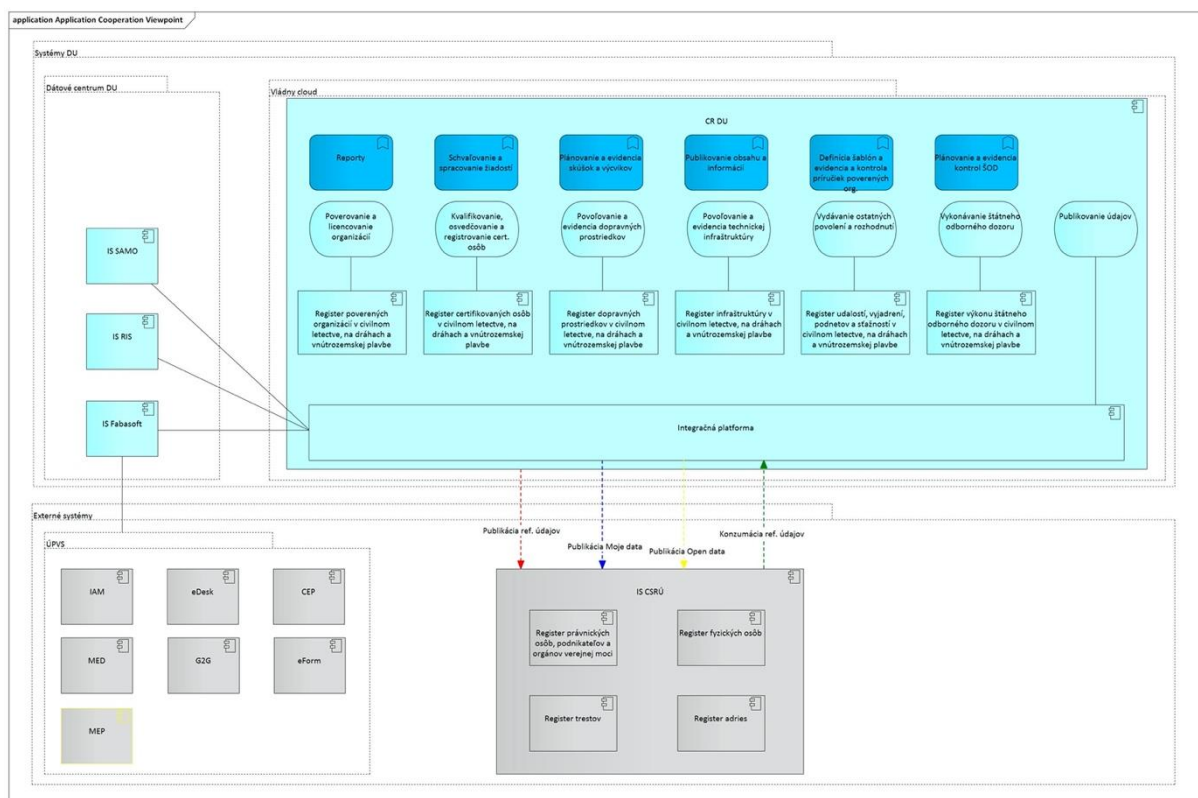 application Application Cooperation Viewpoint
Systémy DU
Dátové centrum DU
Vládny cloud
CR DU
Reporty
Schvaľovanie a
spracovanie žiadostí
Plánovanie a evidencia
skúšok a výcvikov
Publikovanie obsahu a
informácií
Definícia šablón a
evidencia a kontrola
príručiek poverených
org.
Plánovanie a evidencia
kontrol ŠOD
Poverovanie a
licencovanie
organizácií
Kvalifikovanie,
osvedčovanie a
registrovanie cert.
osôb
Povoľovanie a
evidencia dopravných
prostriedkov
Povoľovanie a
evidencia technickej
infraštruktúry
Vydávanie ostatných
povolení a rozhodnutí
Vykonávanie štátneho
odborného dozoru
Publikovanie údajov
IS SAMO
IS RIS
IS Fabasoft
Register poverených
organizácií v civilnom
letectve, na dráhach a
vnútrozemskej plavbe
Register certifikovaných osôb
v civilnom letectve, na
dráhach a vnútrozemskej
plavbe
Register dopravných
prostriedkov v civilnom
letectve, na dráhach a
vnútrozemskej plavbe
Register infraštruktúry v
civilnom letectve, na dráhach
a vnútrozemskej plavbe
Register udalostí, vyjadrení,
podnetov a sťažností v
civilnom letectve, na dráhach
a vnútrozemskej plavbe
Register výkonu štátneho
odborného dozoru v civilnom
letectve, na dráhach a
vnútrozemskej plavbe
Integračná platforma
Externé systémy
ÚPVS
Publikácia ref. údajov
Publikácia Moje data
Publikácia Open data
Konzumácia ref. údajov
IAM
eDesk
CEP
MED
G2G
eForm
MEP
IS CSRÚ
Register právnických
osôb, podnikateľov a
orgánov verejnej moci
Register fyzických osôb
Register trestov
Register adries